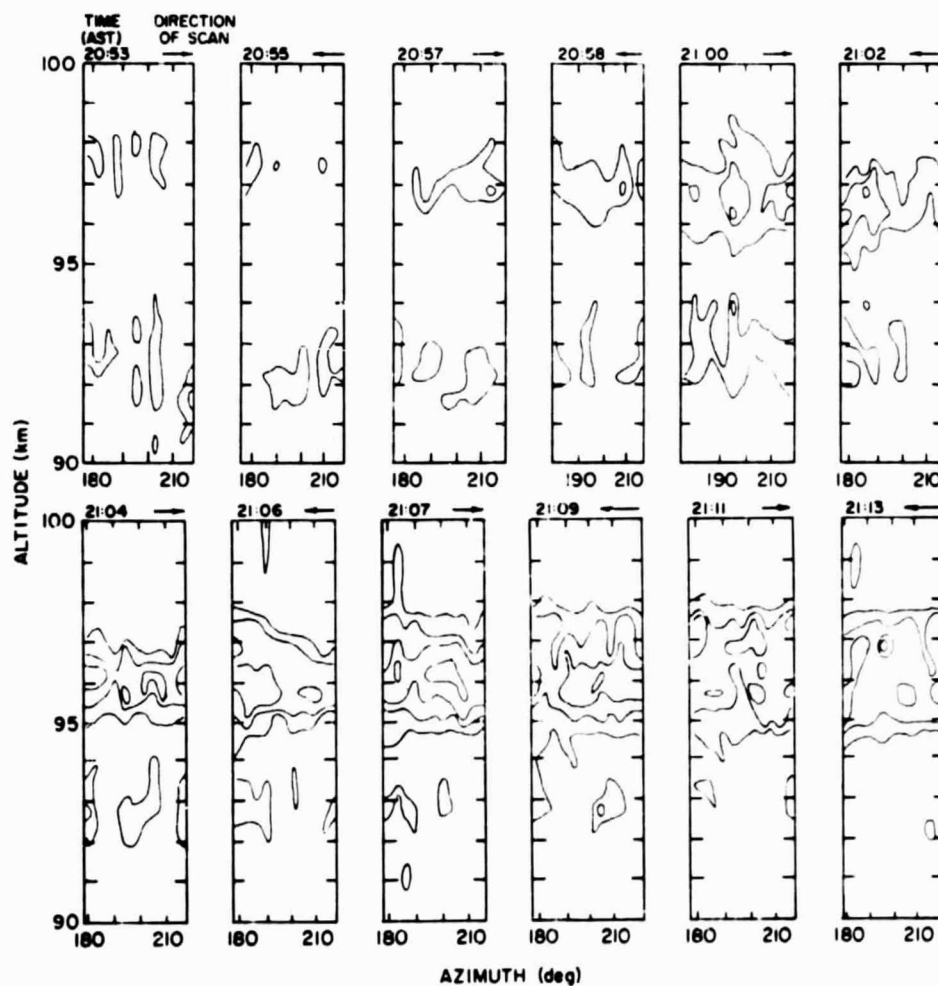 TIME DIRECTION
(AST) OF SCAN
20:53 20:55 20:57 20:58 21:00 21:02
100
95
90
180 210 180 210 180 210 190 210 180 210 180 210
ALTITUDE (km)
21:04 21:06 21:07 21:09 21:11 21:13
100
95
90
180 210 180 210 180 210 180 210 180 210 180 210
AZIMUTH (deg)